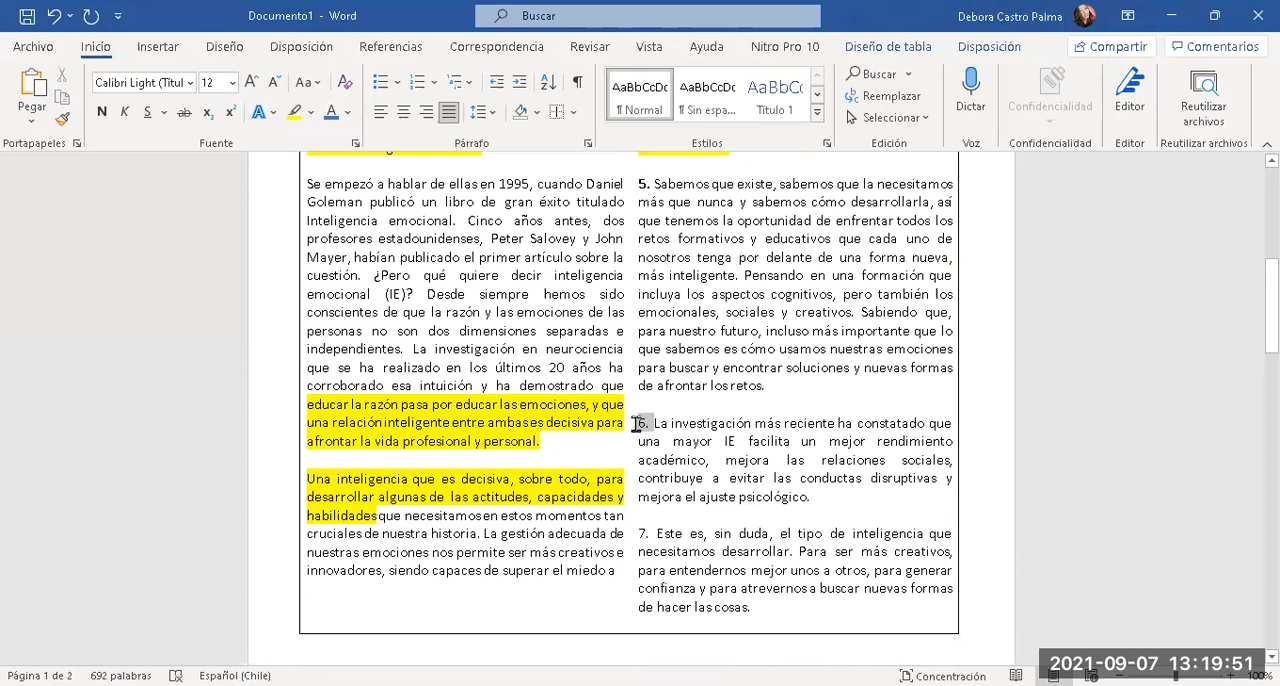 Documento1 - Word
Buscar
Debora Castro Palma
Archivo Inicio Insertar Diseño Disposición Referencias Correspondencia Revisar Vista Ayuda Nitro Pro 10 Diseño de tabla Disposición Compartir Comentarios
Pegar
Calibri Light (Títul 12
Aa
N K S ab x₂ x² A A
AaBbCcDc AaBbCcDc AaBbCc
¶ Normal ¶ Sin espa... Título 1
Buscar
Reemplazar
Seleccionar
Dictar
Confidencialidad
Editor
Reutilizar archivos
Portapapeles Fuente Párrafo Estilos Edición Voz Confidencialidad Editor Reutilizar archivos
Se empezó a hablar de ellas en 1995, cuando Daniel
Goleman publicó un libro de gran éxito titulado
Inteligencia emocional. Cinco años antes, dos
profesores estadounidenses, Peter Salovey y John
Mayer, habían publicado el primer artículo sobre la
cuestión. ¿Pero qué quiere decir inteligencia
emocional (IE)? Desde siempre hemos sido
conscientes de que la razón y las emociones de las
personas no son dos dimensiones separadas e
independientes. La investigación en neurociencia
que se ha realizado en los últimos 20 años ha
corroborado esa intuición y ha demostrado que
educar la razón pasa por educar las emociones, y que
una relación inteligente entre ambas es decisiva para
afrontar la vida profesional y personal.
Una inteligencia que es decisiva, sobre todo, para
desarrollar algunas de las actitudes, capacidades y
habilidades que necesitamos en estos momentos tan
cruciales de nuestra historia. La gestión adecuada de
nuestras emociones nos permite ser más creativos e
innovadores, siendo capaces de superar el miedo a
5. Sabemos que existe, sabemos que la necesitamos
más que nunca y sabemos cómo desarrollarla, así
que tenemos la oportunidad de enfrentar todos los
retos formativos y educativos que cada uno de
nosotros tenga por delante de una forma nueva,
más inteligente. Pensando en una formación que
incluya los aspectos cognitivos, pero también los
emocionales, sociales y creativos. Sabiendo que,
para nuestro futuro, incluso más importante que lo
que sabemos es cómo usamos nuestras emociones
para buscar y encontrar soluciones y nuevas formas
de afrontar los retos.
6. La investigación más reciente ha constatado que
una mayor IE facilita un mejor rendimiento
académico, mejora las relaciones sociales,
contribuye a evitar las conductas disruptivas y
mejora el ajuste psicológico.
7. Este es, sin duda, el tipo de inteligencia que
necesitamos desarrollar. Para ser más creativos,
para entendernos mejor unos a otros, para generar
confianza y para atrevernos a buscar nuevas formas
de hacer las cosas.
2021-09-07 13:19:51
Página 1 de 2 692 palabras Español (Chile) Concentración 100%